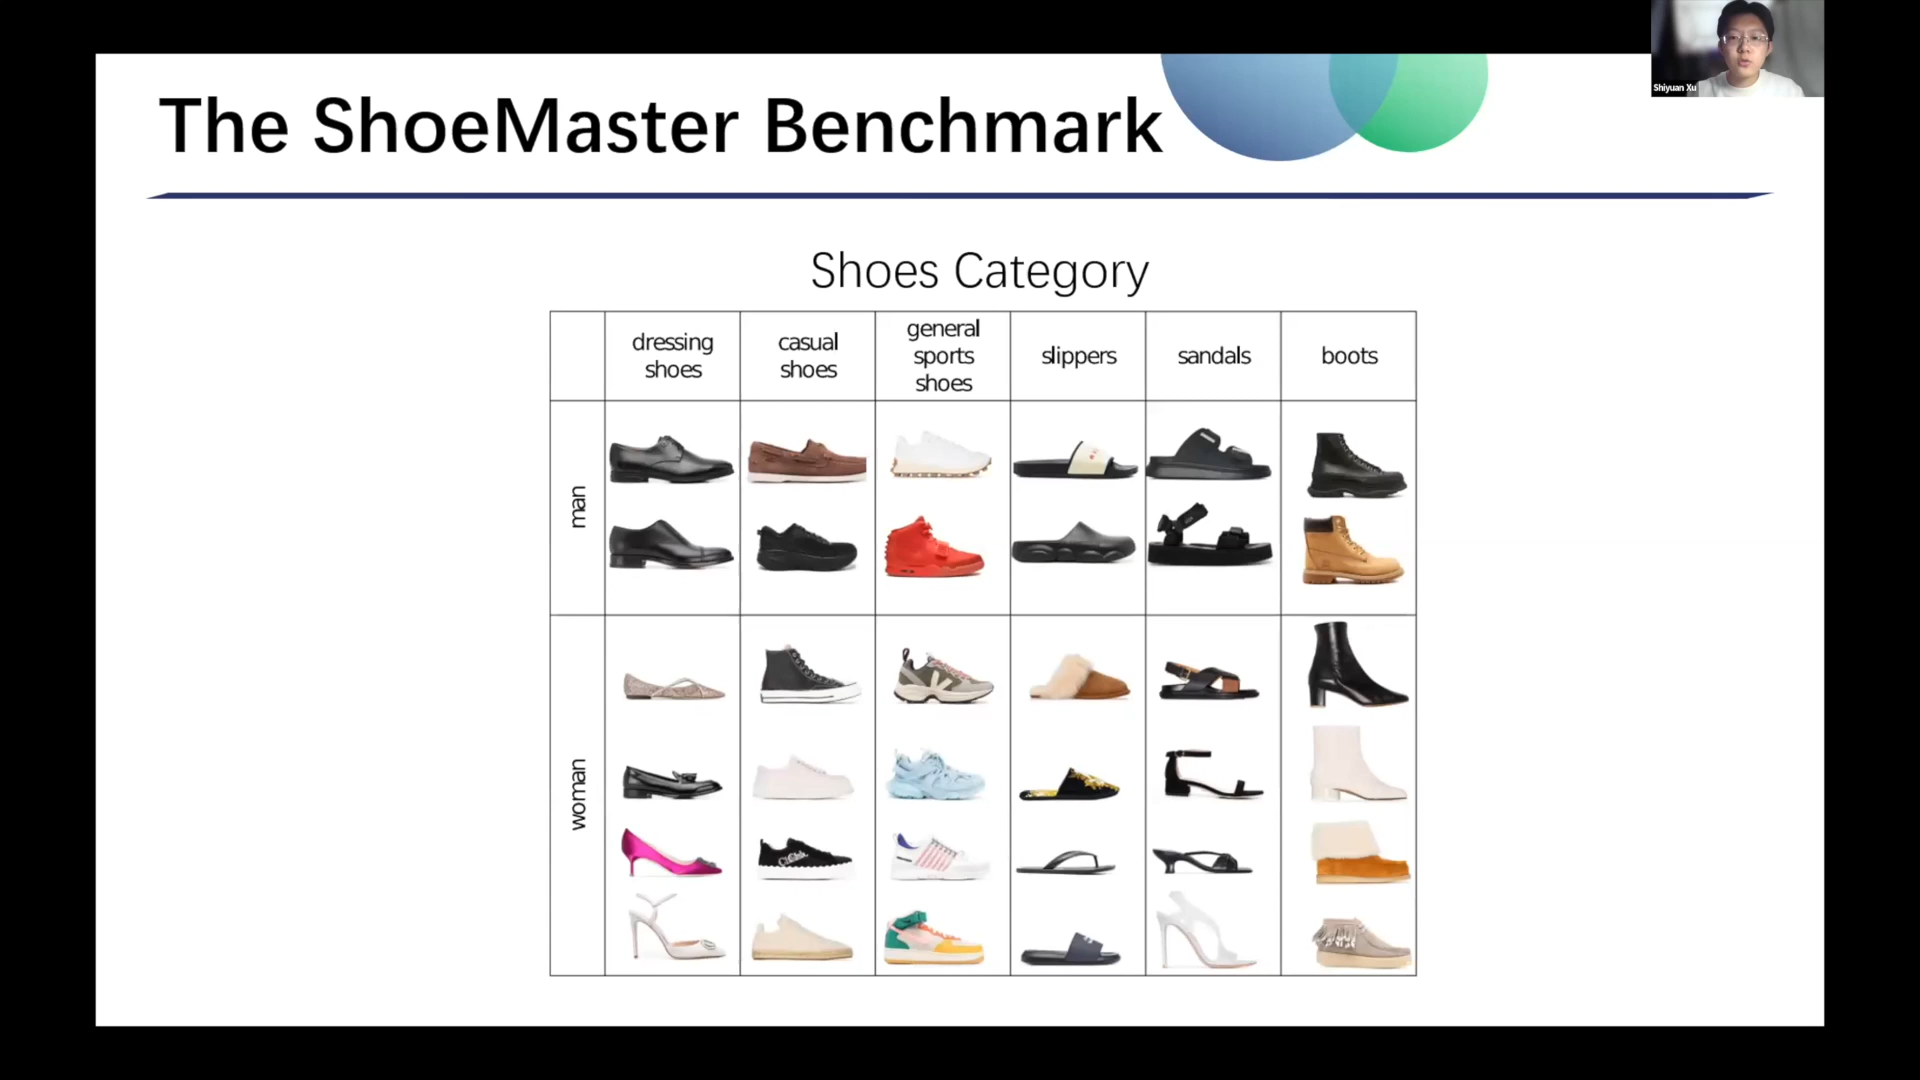 Shiyuan Xu
The ShoeMaster Benchmark
Shoes Category
dressing
shoes
casual
shoes
general
sports
shoes
slippers
sandals
boots
man
woman